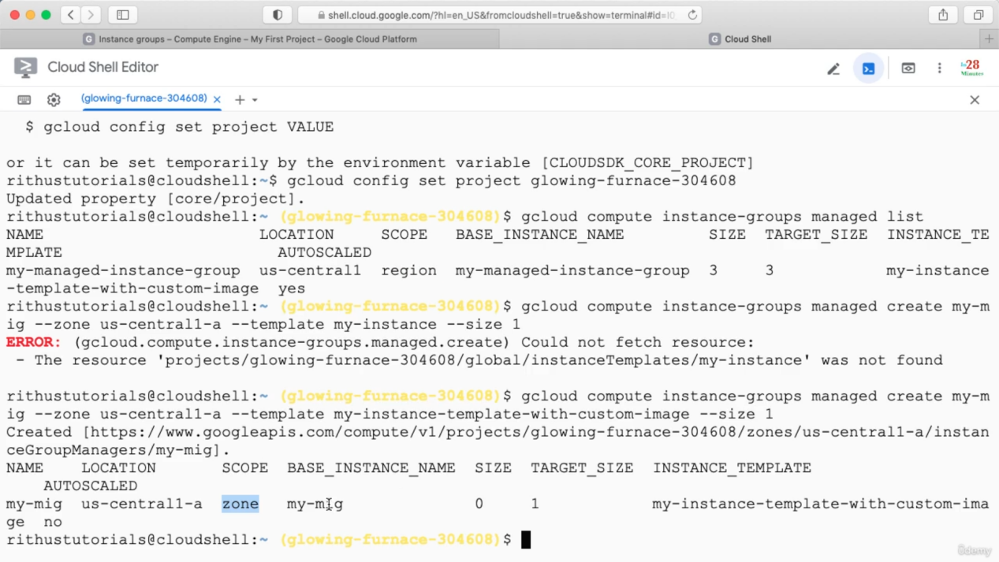 shell.cloud.google.com/?hl=en_US&fromcloudshell=true&show=terminal#id=I0
Instance groups – Compute Engine – My First Project – Google Cloud Platform
Cloud Shell
Cloud Shell Editor
In28
Minutes
(glowing-furnace-304608)
$ gcloud config set project VALUE
or it can be set temporarily by the environment variable [CLOUDSDK_CORE_PROJECT]
rithustutorials@cloudshell:~$ gcloud config set project glowing-furnace-304608
Updated property [core/project].
rithustutorials@cloudshell:~ (glowing-furnace-304608)$ gcloud compute instance-groups managed list
NAME LOCATION SCOPE BASE_INSTANCE_NAME SIZE TARGET_SIZE INSTANCE_TE
MPLATE AUTOSCALED
my-managed-instance-group us-central1 region my-managed-instance-group 3 3 my-instance
-template-with-custom-image yes
rithustutorials@cloudshell:~ (glowing-furnace-304608)$ gcloud compute instance-groups managed create my-m
ig --zone us-central1-a --template my-instance --size 1
ERROR: (gcloud.compute.instance-groups.managed.create) Could not fetch resource:
- The resource 'projects/glowing-furnace-304608/global/instanceTemplates/my-instance' was not found
rithustutorials@cloudshell:~ (glowing-furnace-304608)$ gcloud compute instance-groups managed create my-m
ig --zone us-central1-a --template my-instance-template-with-custom-image --size 1
Created [https://www.googleapis.com/compute/v1/projects/glowing-furnace-304608/zones/us-central1-a/instan
ceGroupManagers/my-mig].
NAME LOCATION SCOPE BASE_INSTANCE_NAME SIZE TARGET_SIZE INSTANCE_TEMPLATE
AUTOSCALED
my-mig us-central1-a zone my-mig 0 1 my-instance-template-with-custom-ima
ge no
rithustutorials@cloudshell:~ (glowing-furnace-304608)$
ûdemy